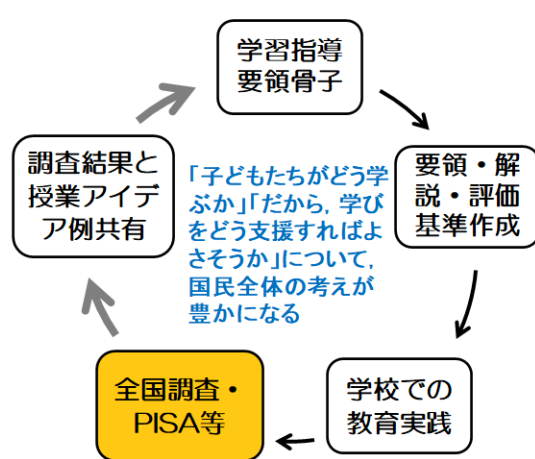 学習指導
要領骨子
要領・解
説・評価
基準作成
学校での
教育実践
全国調査・
PISA等
調査結果と
授業アイデ
ア例共有
「子どもたちがどう学
ぶか」「だから，学び
をどう支援すればよ
さそうか」について，
国民全体の考えが
豊かになる